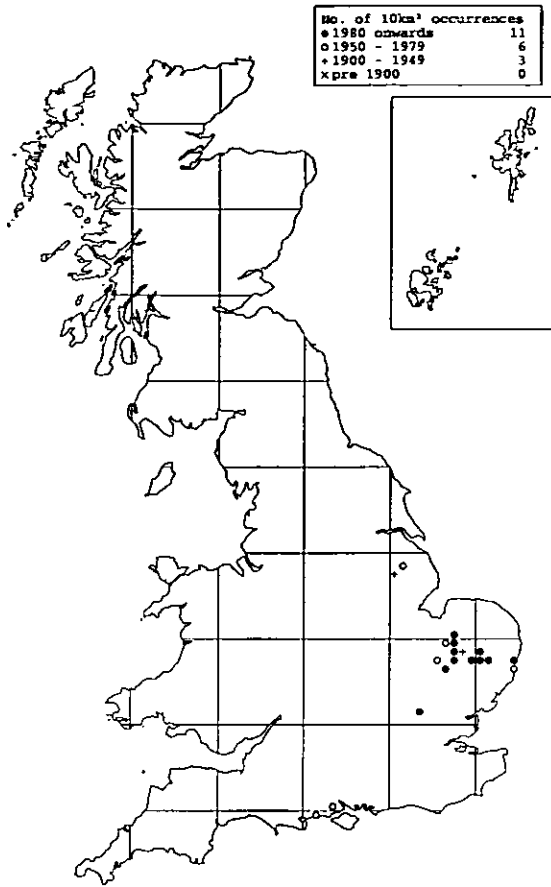 No. of 10km² occurrences
● 1980 onwards 11
○ 1950 - 1979 6
+ 1900 - 1949 3
x pre 1900 0